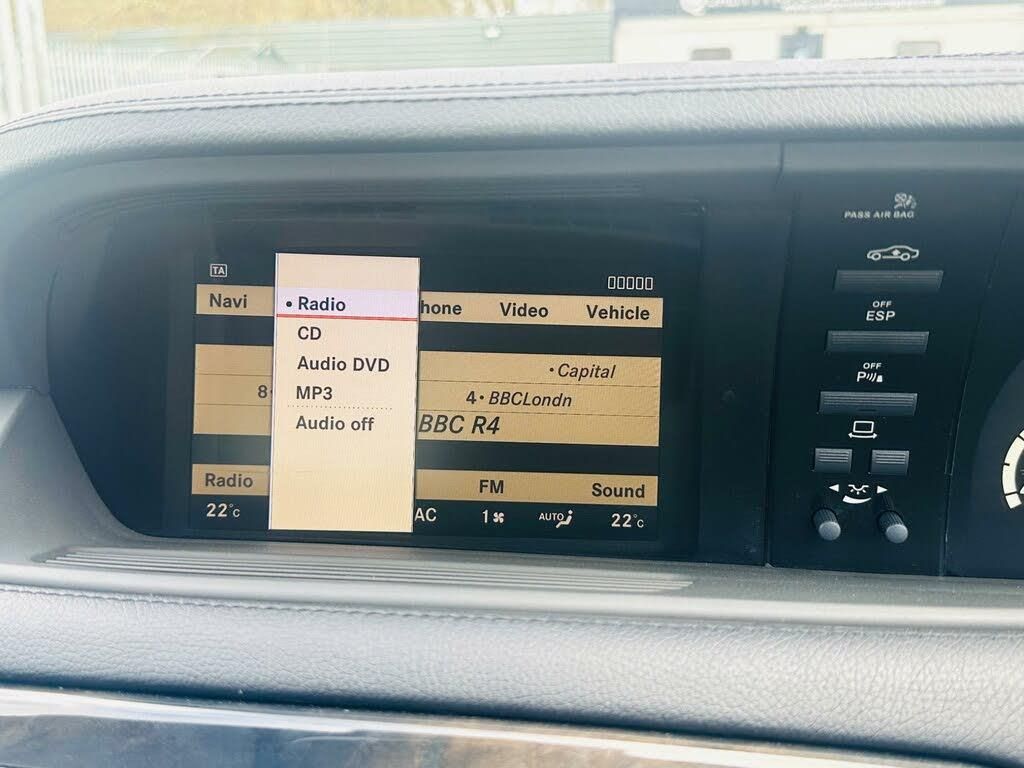 PASS AIR BAG
TA
Navi
hone
Video
Vehicle
• Radio
CD
Audio DVD
MP3
Audio off
•Capital
8•
4•BBCLondn
BBC R4
Radio
FM
Sound
22°C
AC
1
AUTO
22°C
OFF
ESP
OFF
P